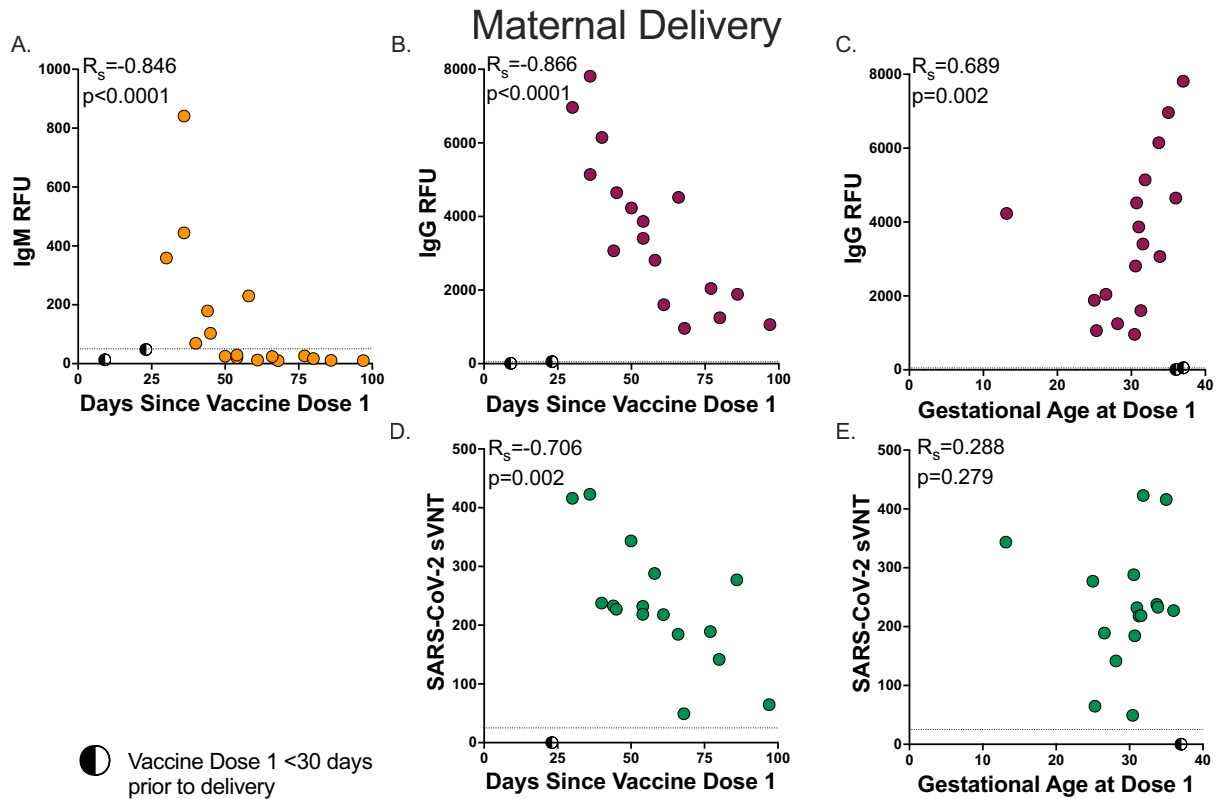 Maternal Delivery
A.
Rs=-0.846
p<0.0001
1000
800
600
400
200
0
IgM RFU
0 25 50 75 100
Days Since Vaccine Dose 1
B.
Rs=-0.866
p<0.0001
8000
6000
4000
2000
0
IgG RFU
0 25 50 75 100
Days Since Vaccine Dose 1
C.
Rs=0.689
p=0.002
8000
6000
4000
2000
0
IgG RFU
0 10 20 30 40
Gestational Age at Dose 1
D.
Rs=-0.706
p=0.002
500
400
300
200
100
0
SARS-CoV-2 sVNT
0 25 50 75 100
Days Since Vaccine Dose 1
E.
Rs=0.288
p=0.279
500
400
300
200
100
0
SARS-CoV-2 sVNT
0 10 20 30 40
Gestational Age at Dose 1
Vaccine Dose 1 <30 days
prior to delivery